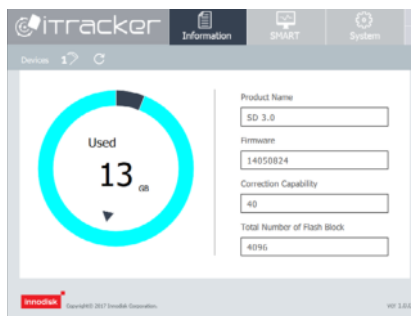 iTracker
Information
SMART
System
Devices 1
Used
13 GB
Product Name
SD 3.0
Firmware
14050824
Correction Capability
40
Total Number of Flash Block
4096
innodisk
Copyright© 2017 Innodisk Corporation.